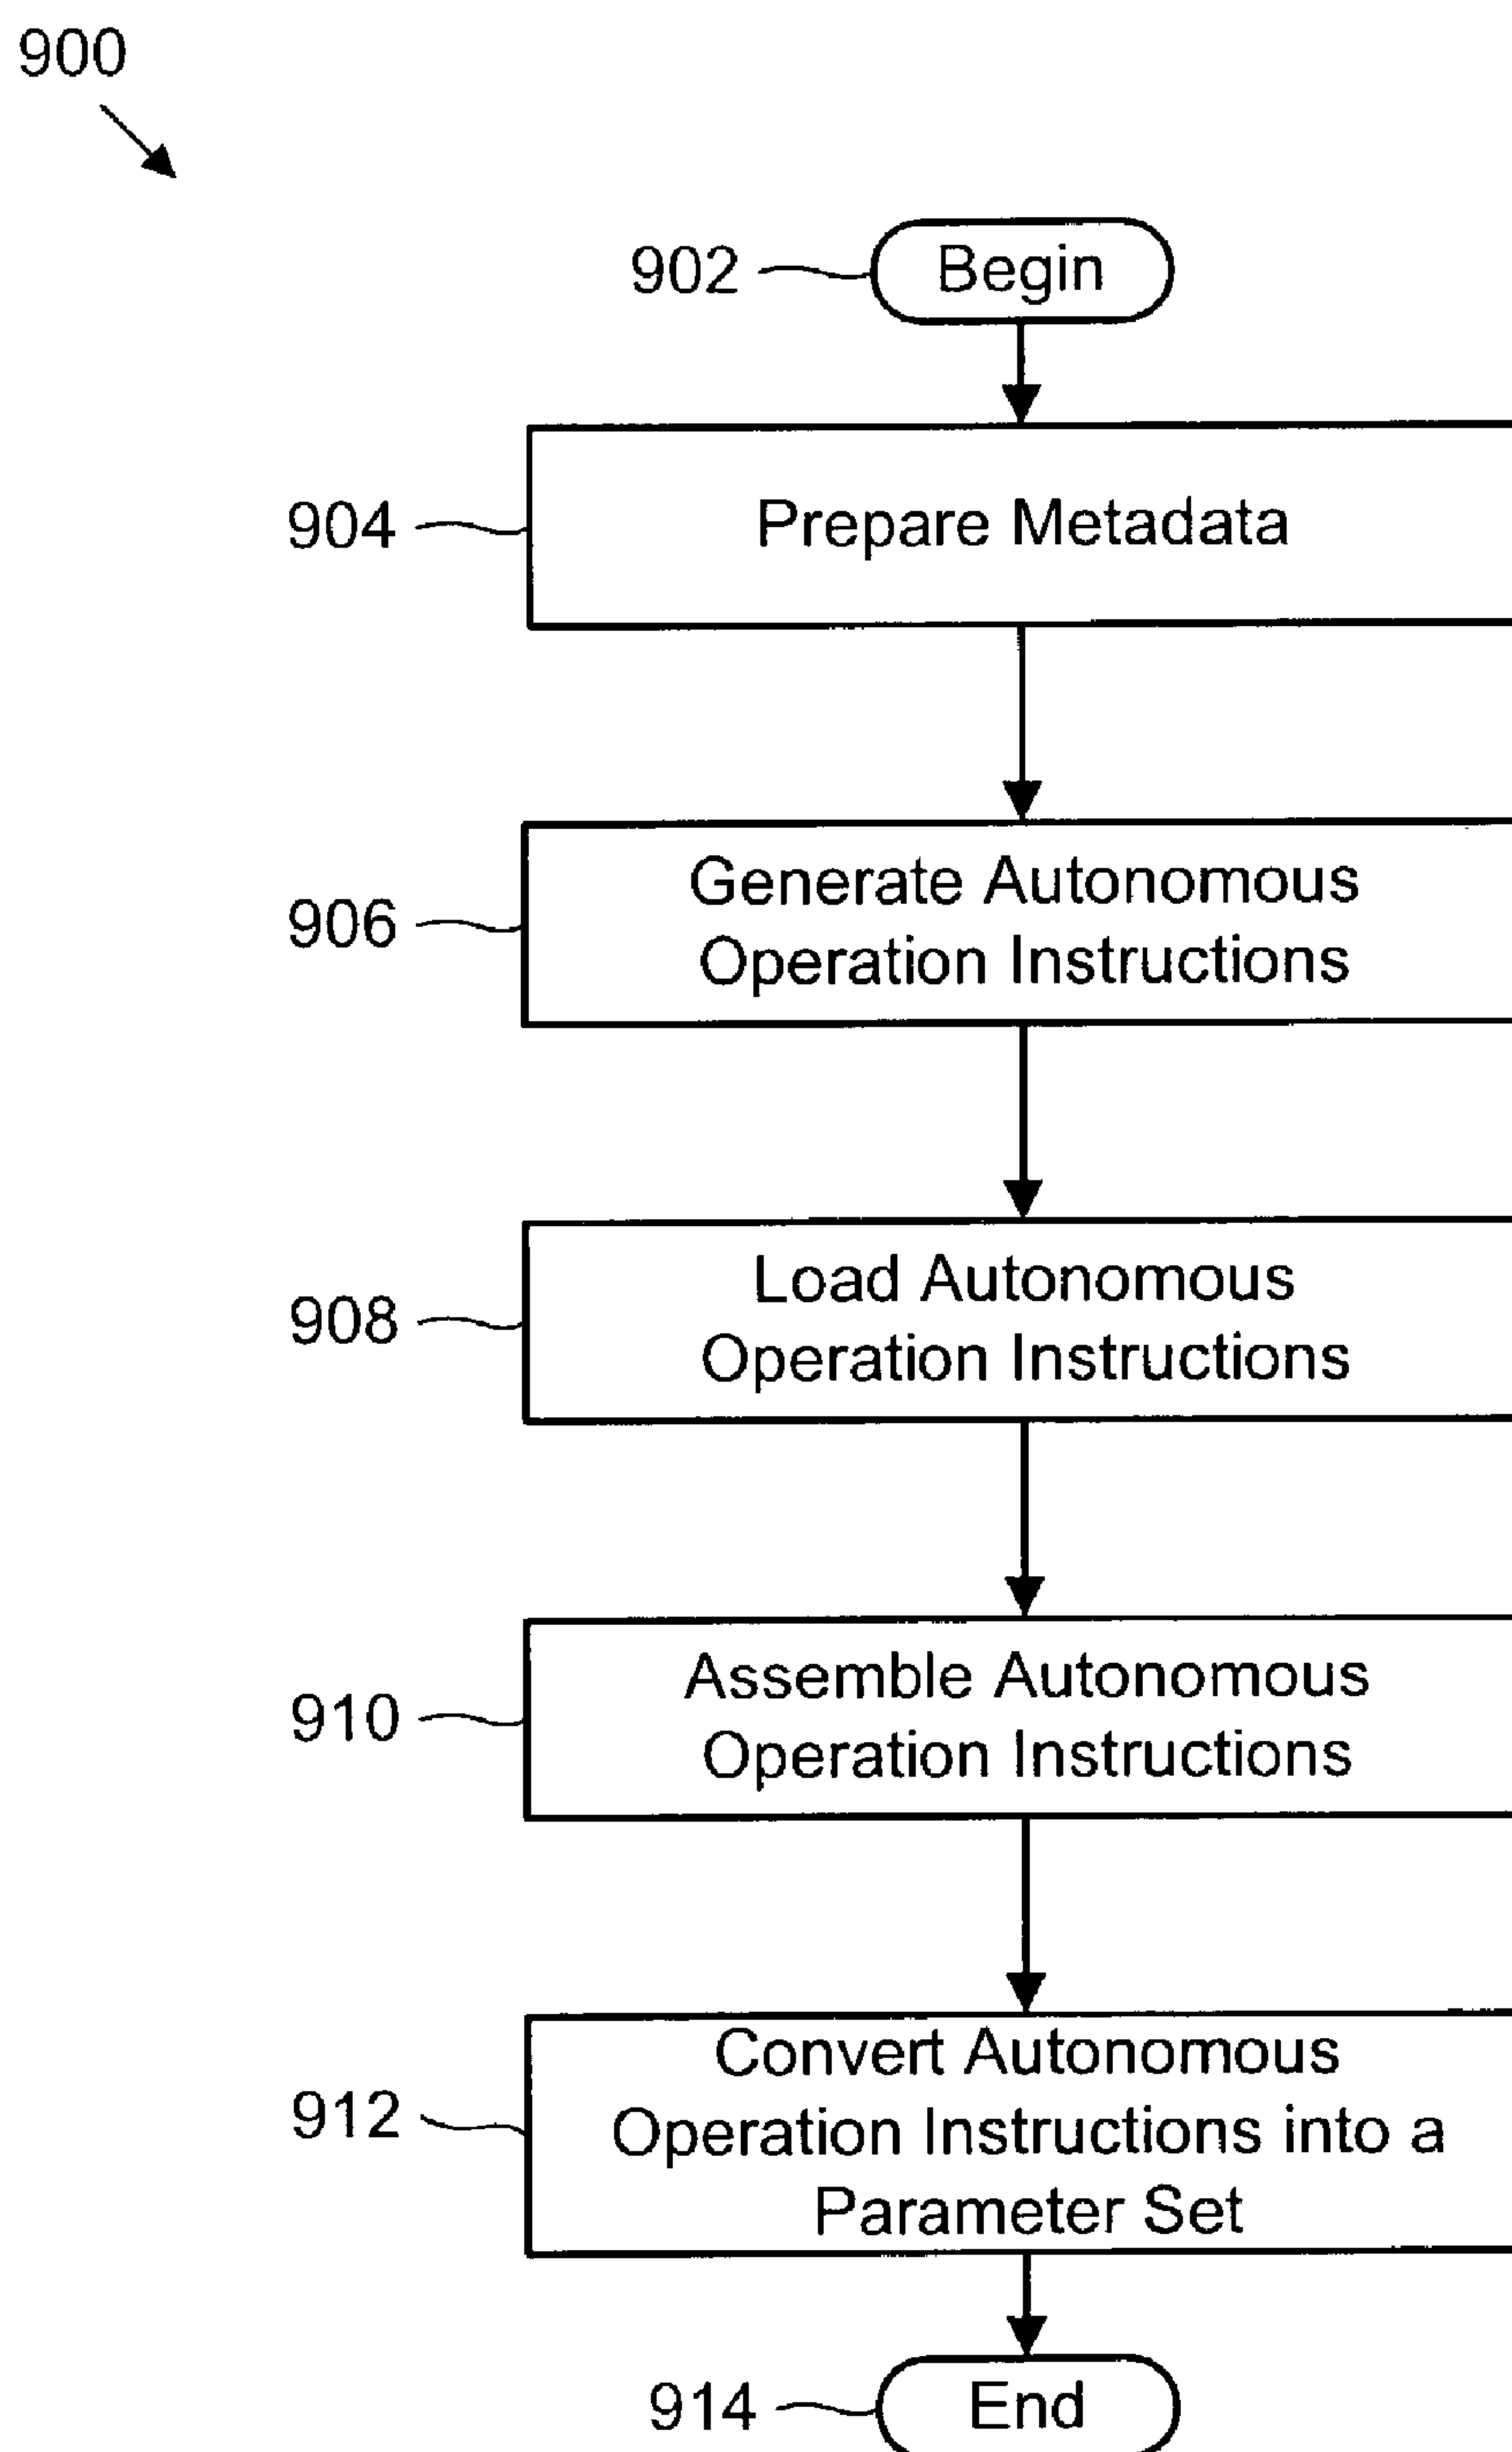 900
902
Begin
904
Prepare Metadata
906
Generate Autonomous
Operation Instructions
908
Load Autonomous
Operation Instructions
910
Assemble Autonomous
Operation Instructions
912
Convert Autonomous
Operation Instructions into a
Parameter Set
914
End